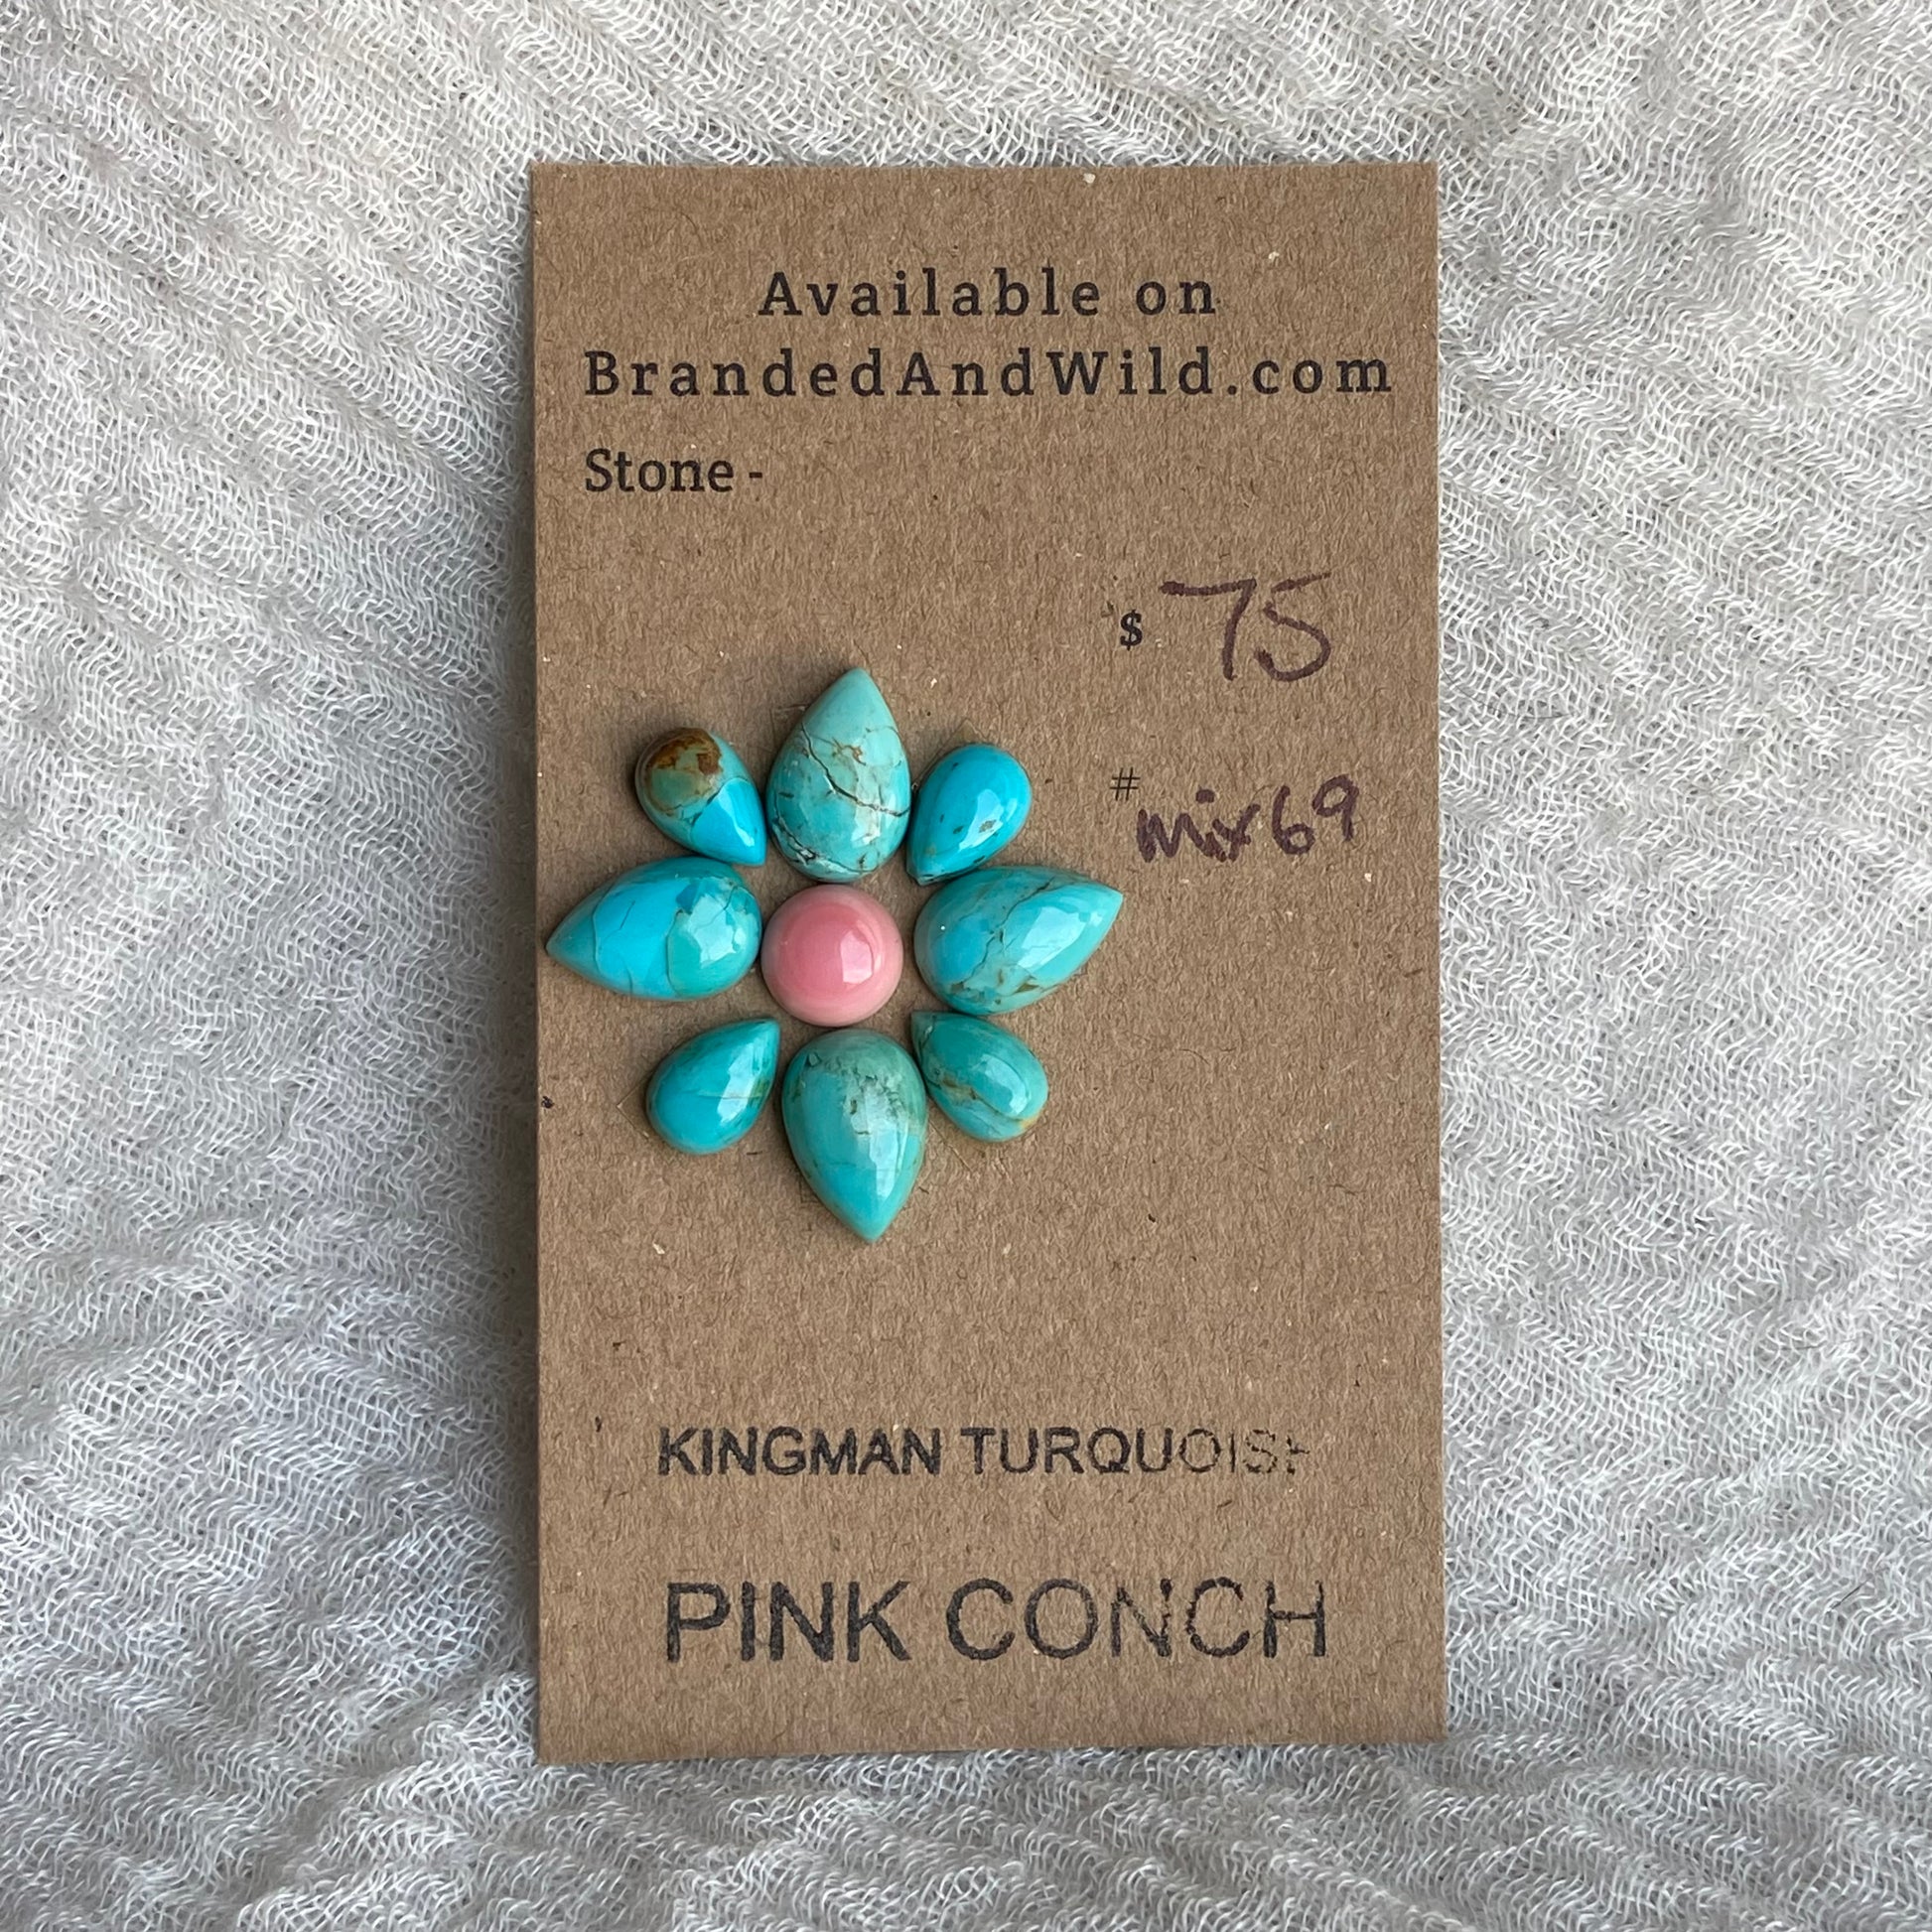 Available on
BrandedAndWild.com
Stone -
$ 75
# mix69
KINGMAN TURQUOISE
PINK CONCH